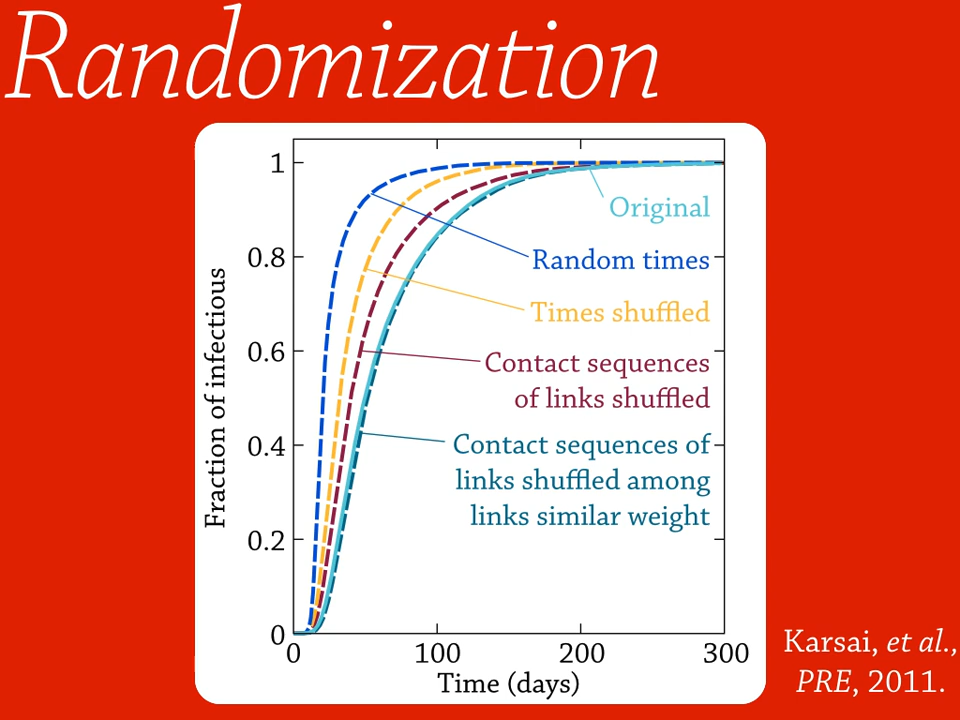 Randomization
1
0.8
0.6
0.4
0.2
0
0
100
200
300
Fraction of infectious
Time (days)
Original
Random times
Times shuffled
Contact sequences
of links shuffled
Contact sequences of
links shuffled among
links similar weight
Karsai, et al.,
PRE, 2011.